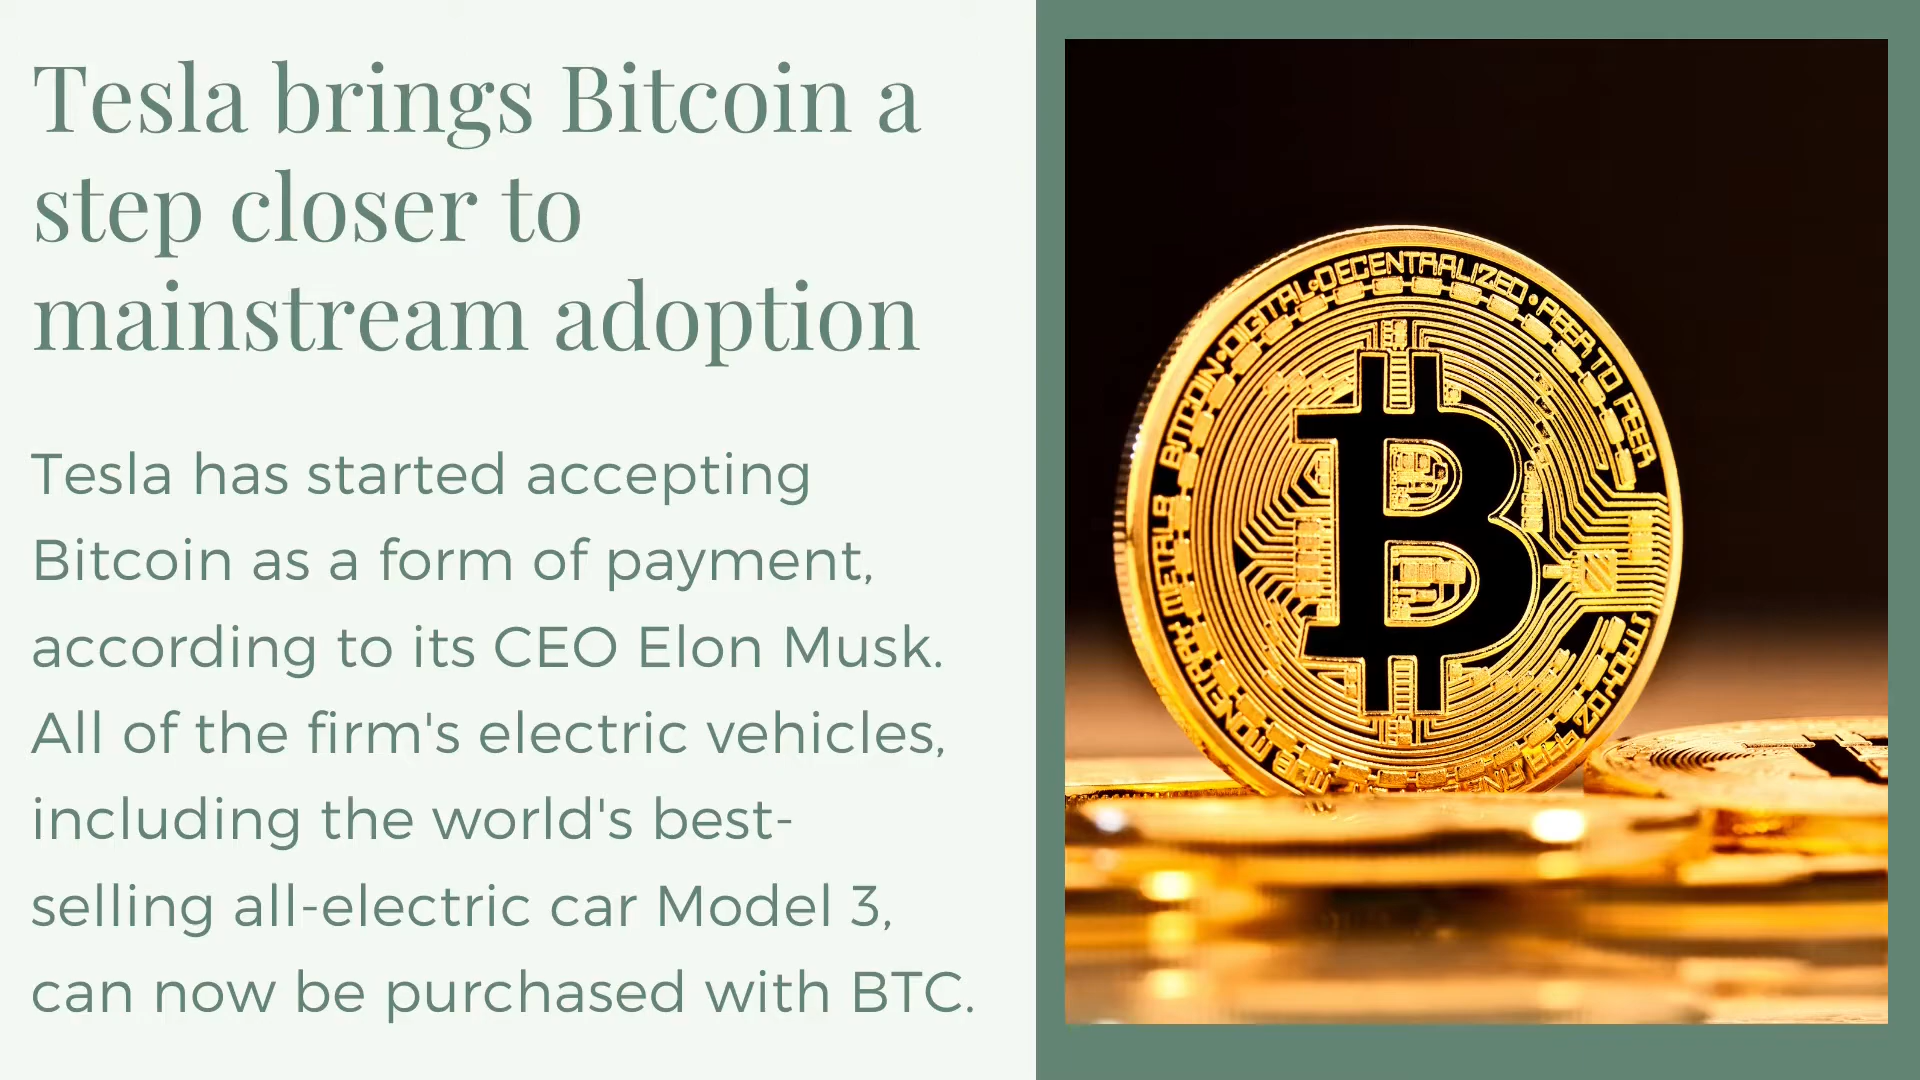 Tesla brings Bitcoin a
step closer to
mainstream adoption
Tesla has started accepting
Bitcoin as a form of payment,
according to its CEO Elon Musk.
All of the firm's electric vehicles,
including the world's best-
selling all-electric car Model 3,
can now be purchased with BTC.
BITCOIN•DIGITAL•DECENTRALIZED•PEER TO PEER